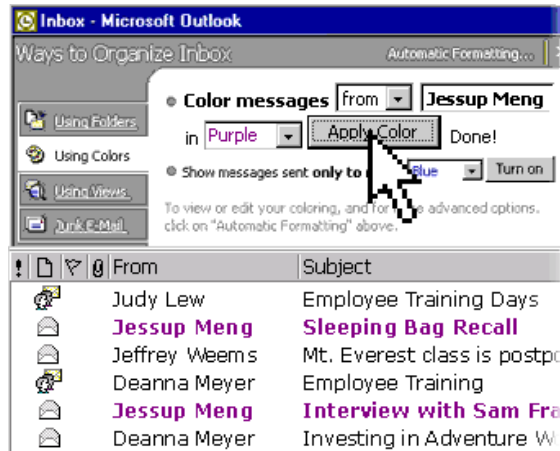 Inbox - Microsoft Outlook
Ways to Organize Inbox Automatic Formatting...
Color messages from Jessup Meng
Using Folders
in Purple Apply Color Done!
Using Colors
Show messages sent only to Blue Turn on
Using Views
To view or edit your coloring, and for advanced options.
Junk E-Mail click on "Automatic Formatting" above.
! From Subject
Judy Lew Employee Training Days
Jessup Meng Sleeping Bag Recall
Jeffrey Weems Mt. Everest class is
Deanna Meyer Employee Training
Jessup Meng Interview with Sam
Deanna Meyer Investing in Adventure